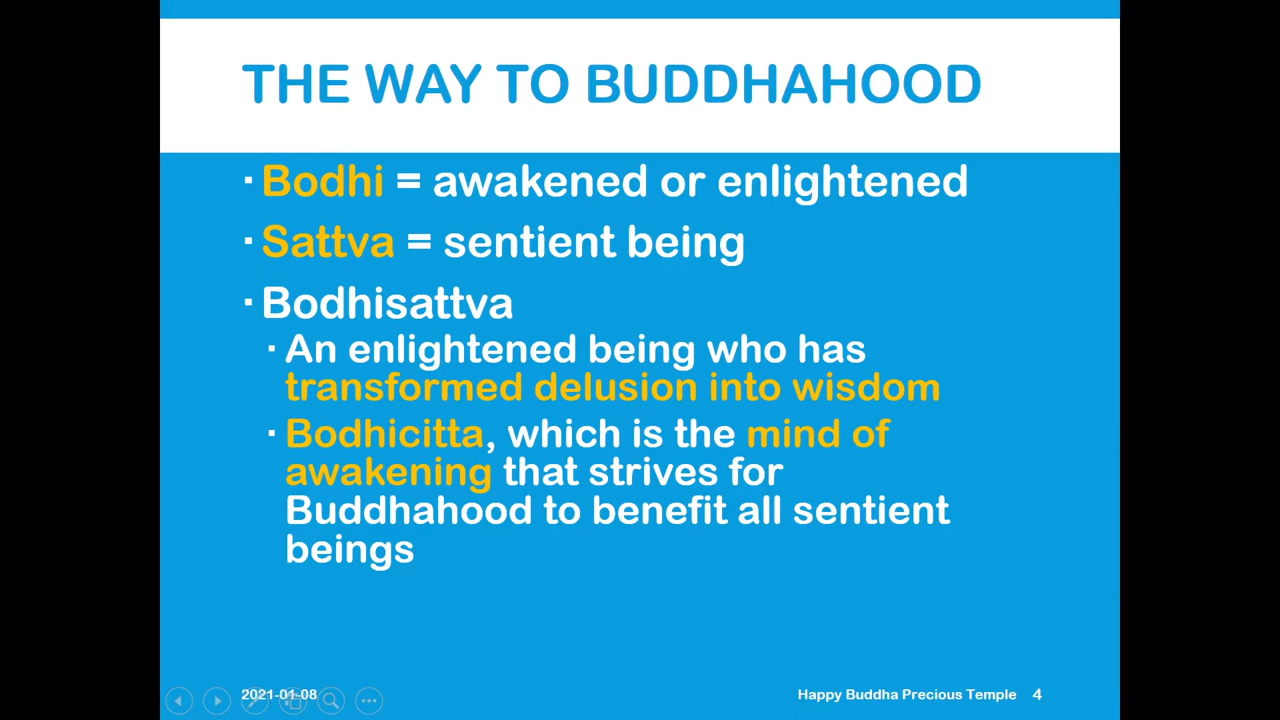 THE WAY TO BUDDHAHOOD
▪ Bodhi = awakened or enlightened
▪ Sattva = sentient being
▪ Bodhisattva
▪ An enlightened being who has
transformed delusion into wisdom
▪ Bodhicitta, which is the mind of
awakening that strives for
Buddhahood to benefit all sentient
beings
2021-01-08
Happy Buddha Precious Temple 4